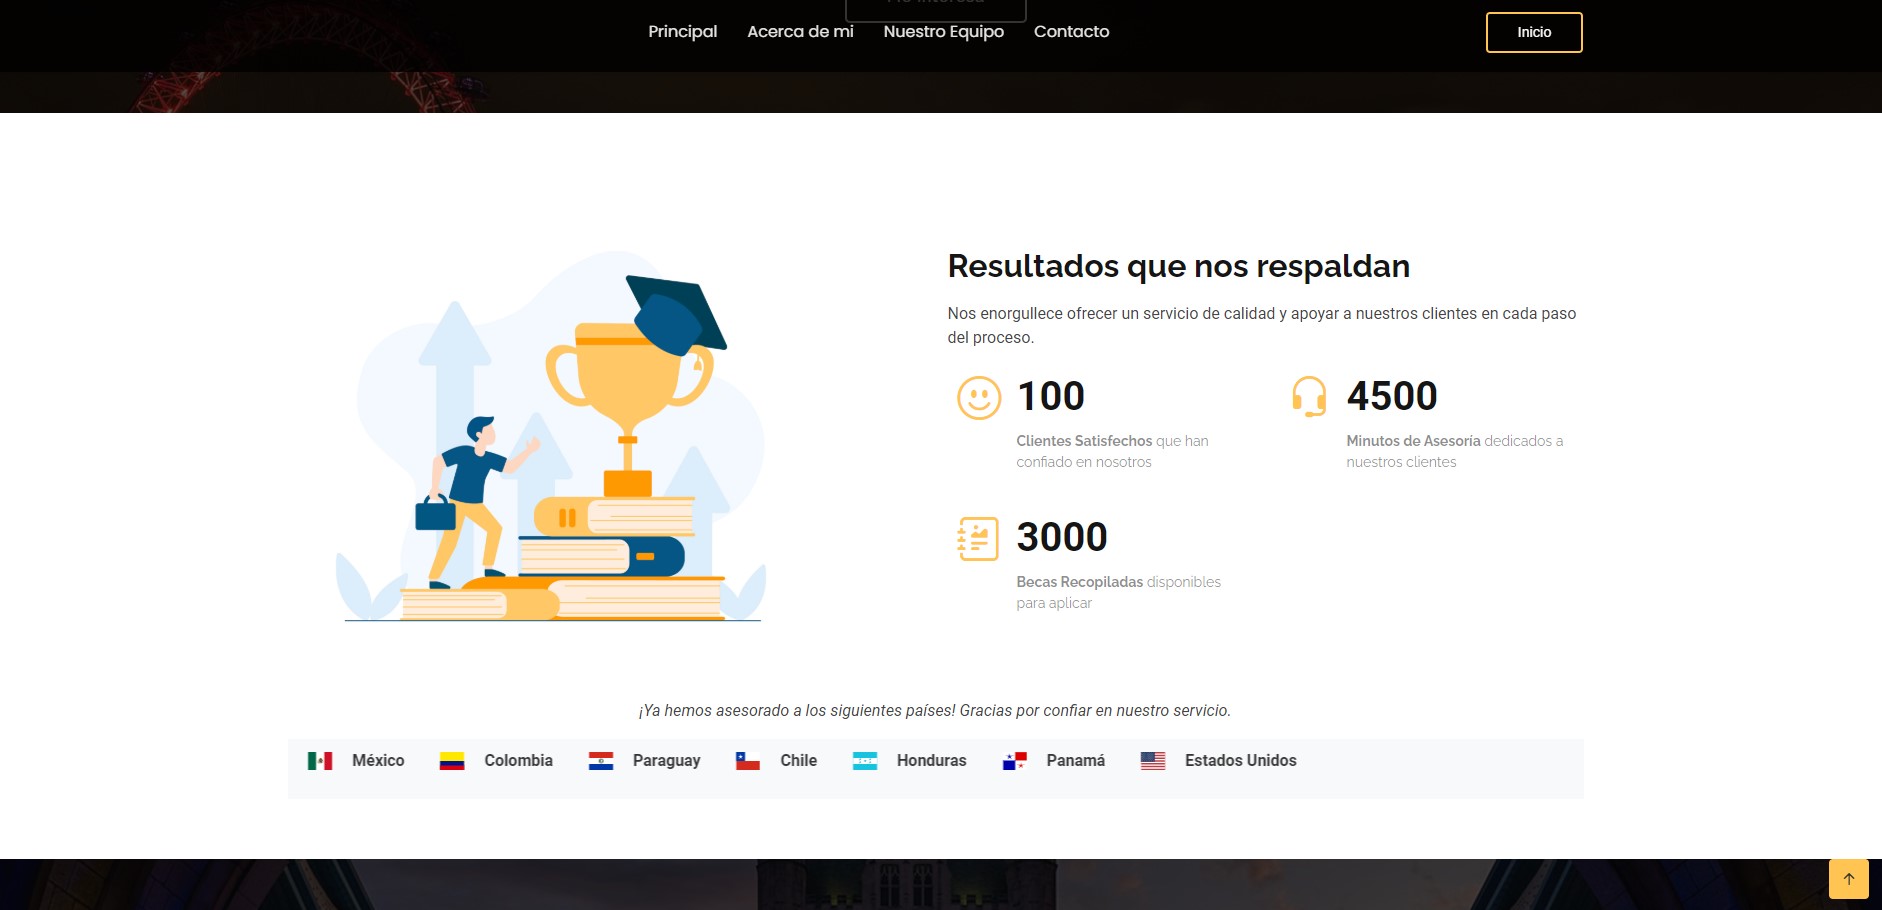 Principal Acerca de mi Nuestro Equipo Contacto Inicio
Resultados que nos respaldan
Nos enorgullece ofrecer un servicio de calidad y apoyar a nuestros clientes en cada paso
del proceso.
100
Clientes Satisfechos que han
confiado en nosotros
4500
Minutos de Asesoría dedicados a
nuestros clientes
3000
Becas Recopiladas disponibles
para aplicar
¡Ya hemos asesorado a los siguientes países! Gracias por confiar en nuestro servicio.
México Colombia Paraguay Chile Honduras Panamá Estados Unidos